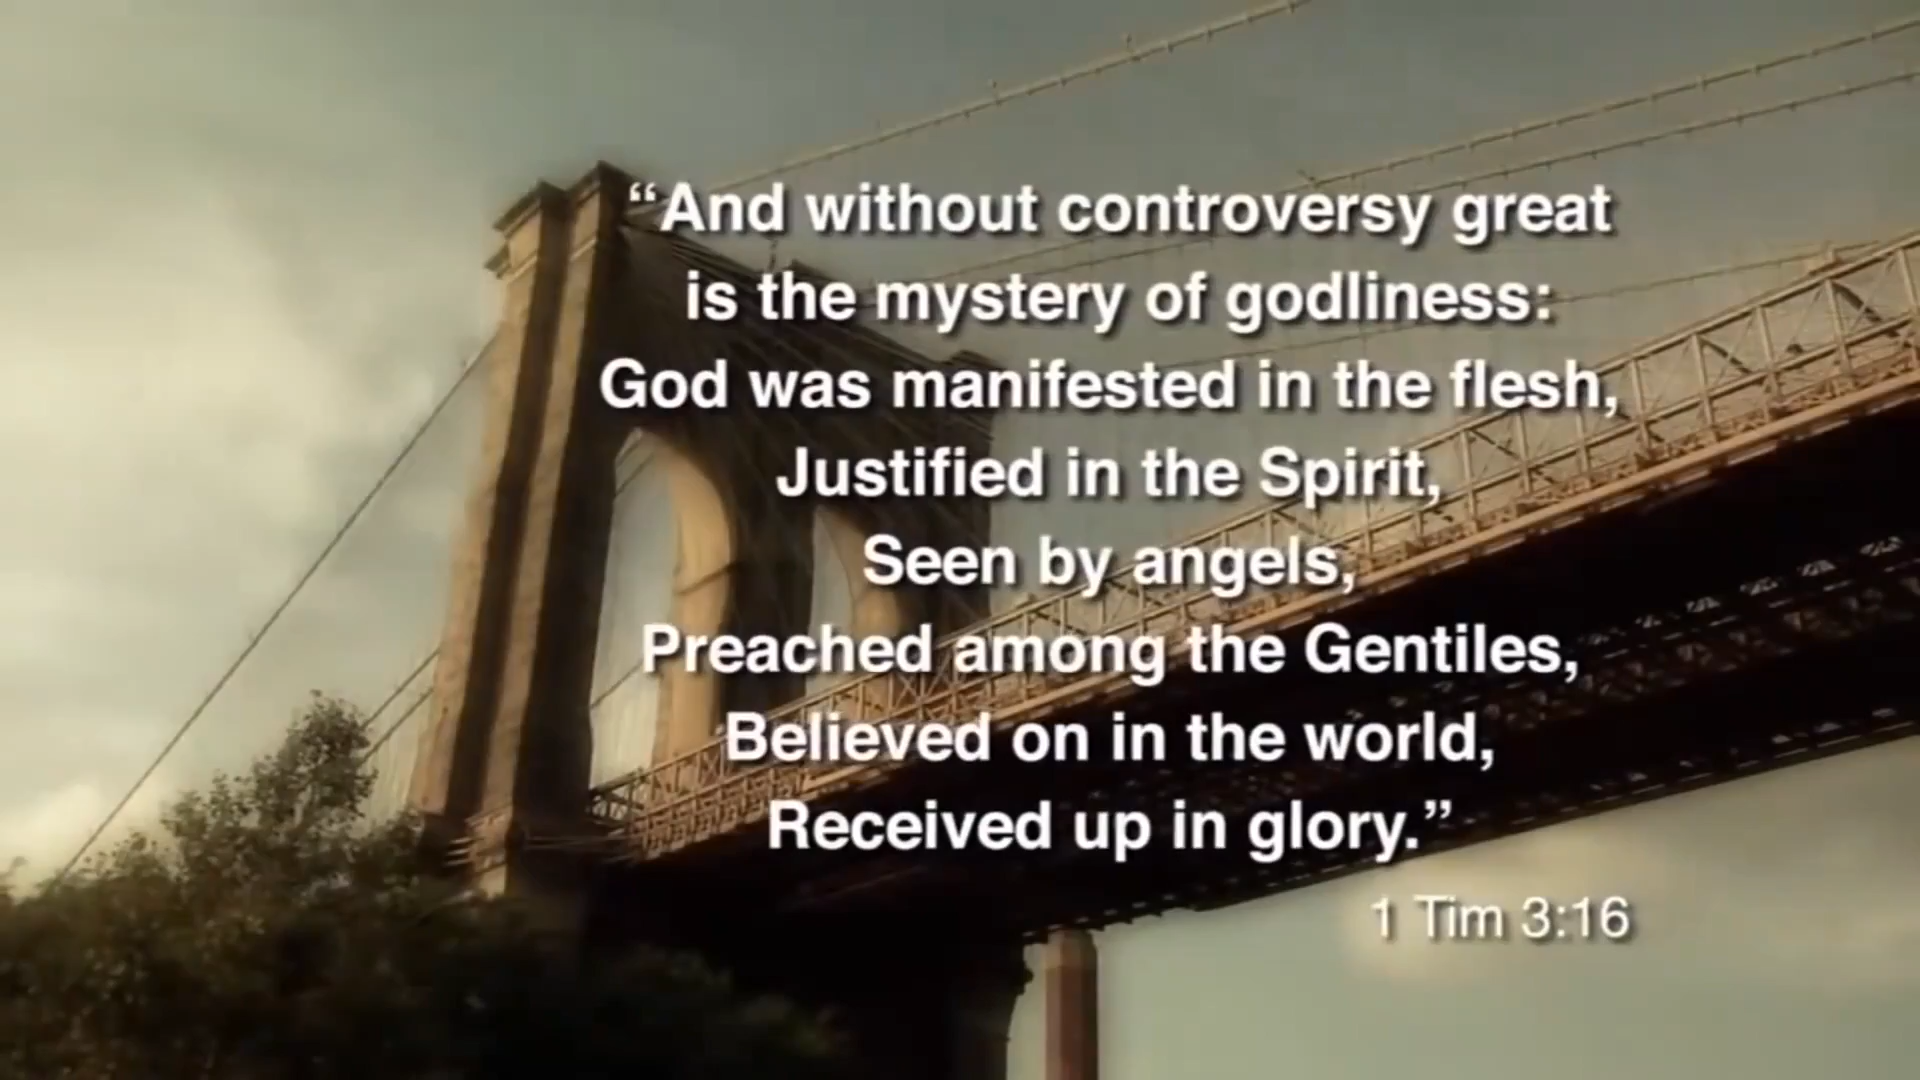 “And without controversy great
is the mystery of godliness:
God was manifested in the flesh,
Justified in the Spirit,
Seen by angels,
Preached among the Gentiles,
Believed on in the world,
Received up in glory.”
1 Tim 3:16